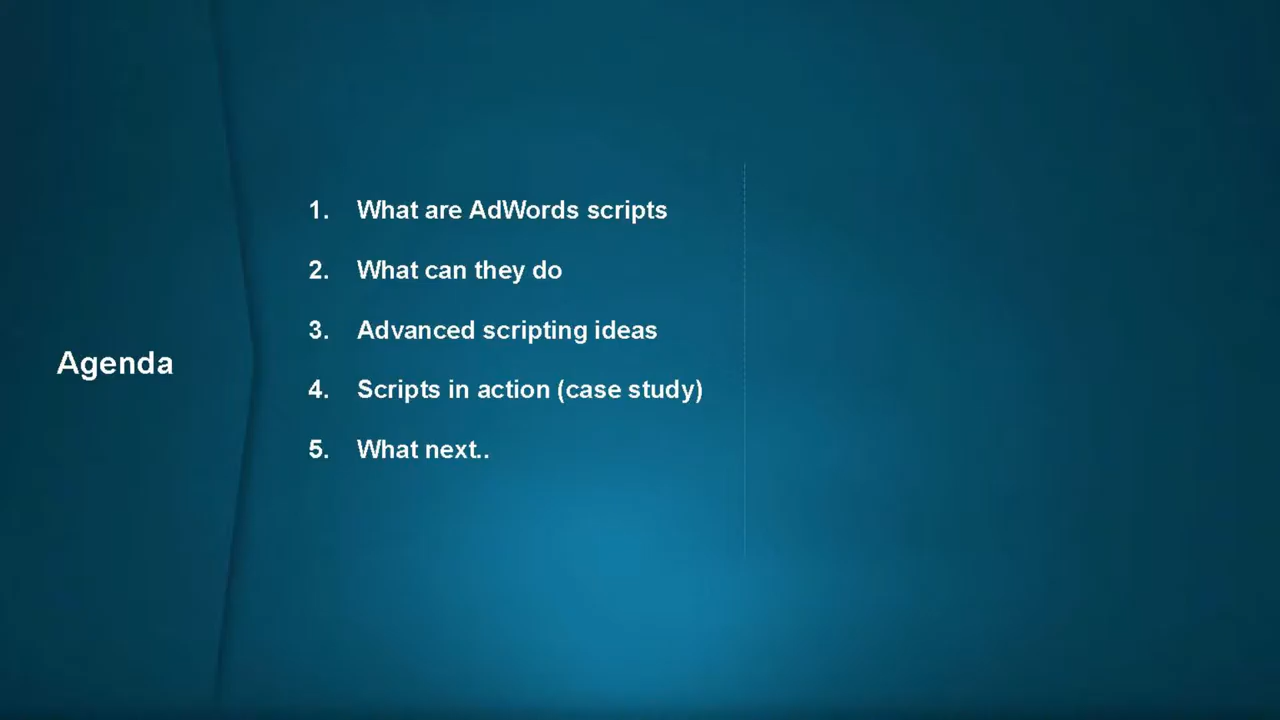 Agenda
1. What are AdWords scripts
2. What can they do
3. Advanced scripting ideas
4. Scripts in action (case study)
5. What next..